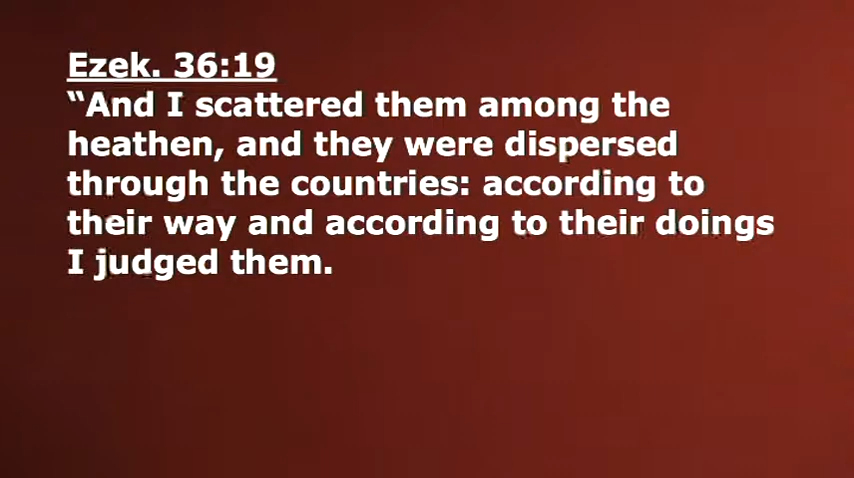 Ezek. 36:19
“And I scattered them among the
heathen, and they were dispersed
through the countries: according to
their way and according to their doings
I judged them.